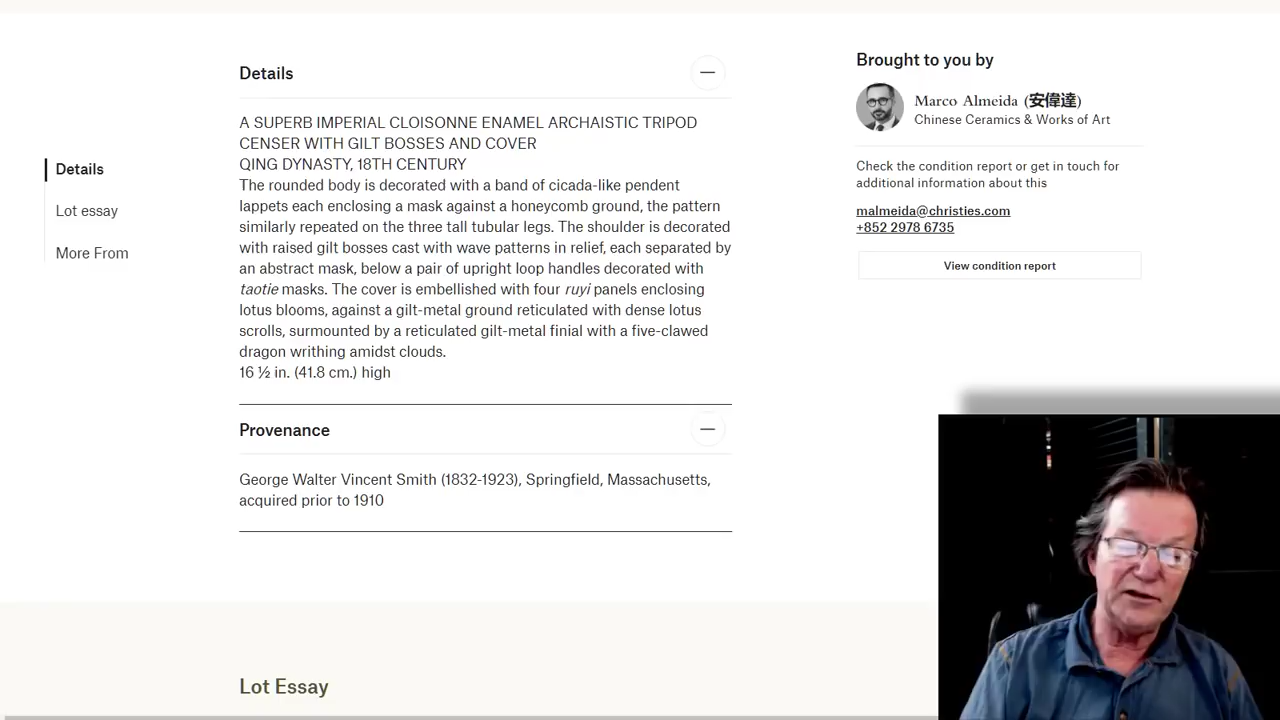 Details
A SUPERB IMPERIAL CLOISONNE ENAMEL ARCHAISTIC TRIPOD
CENSER WITH GILT BOSSES AND COVER
QING DYNASTY, 18TH CENTURY
The rounded body is decorated with a band of cicada-like pendent
lappets each enclosing a mask against a honeycomb ground, the pattern
similarly repeated on the three tall tubular legs. The shoulder is decorated
with raised gilt bosses cast with wave patterns in relief, each separated by
an abstract mask, below a pair of upright loop handles decorated with
taotie masks. The cover is embellished with four ruyi panels enclosing
lotus blooms, against a gilt-metal ground reticulated with dense lotus
scrolls, surmounted by a reticulated gilt-metal finial with a five-clawed
dragon writhing amidst clouds.
16 ½ in. (41.8 cm.) high
Provenance
George Walter Vincent Smith (1832-1923), Springfield, Massachusetts,
acquired prior to 1910
Lot Essay
Details
Lot essay
More From
Brought to you by
Marco Almeida (安偉達)
Chinese Ceramics & Works of Art
Check the condition report or get in touch for
additional information about this
malmeida@christies.com
+852 2978 6735
View condition report